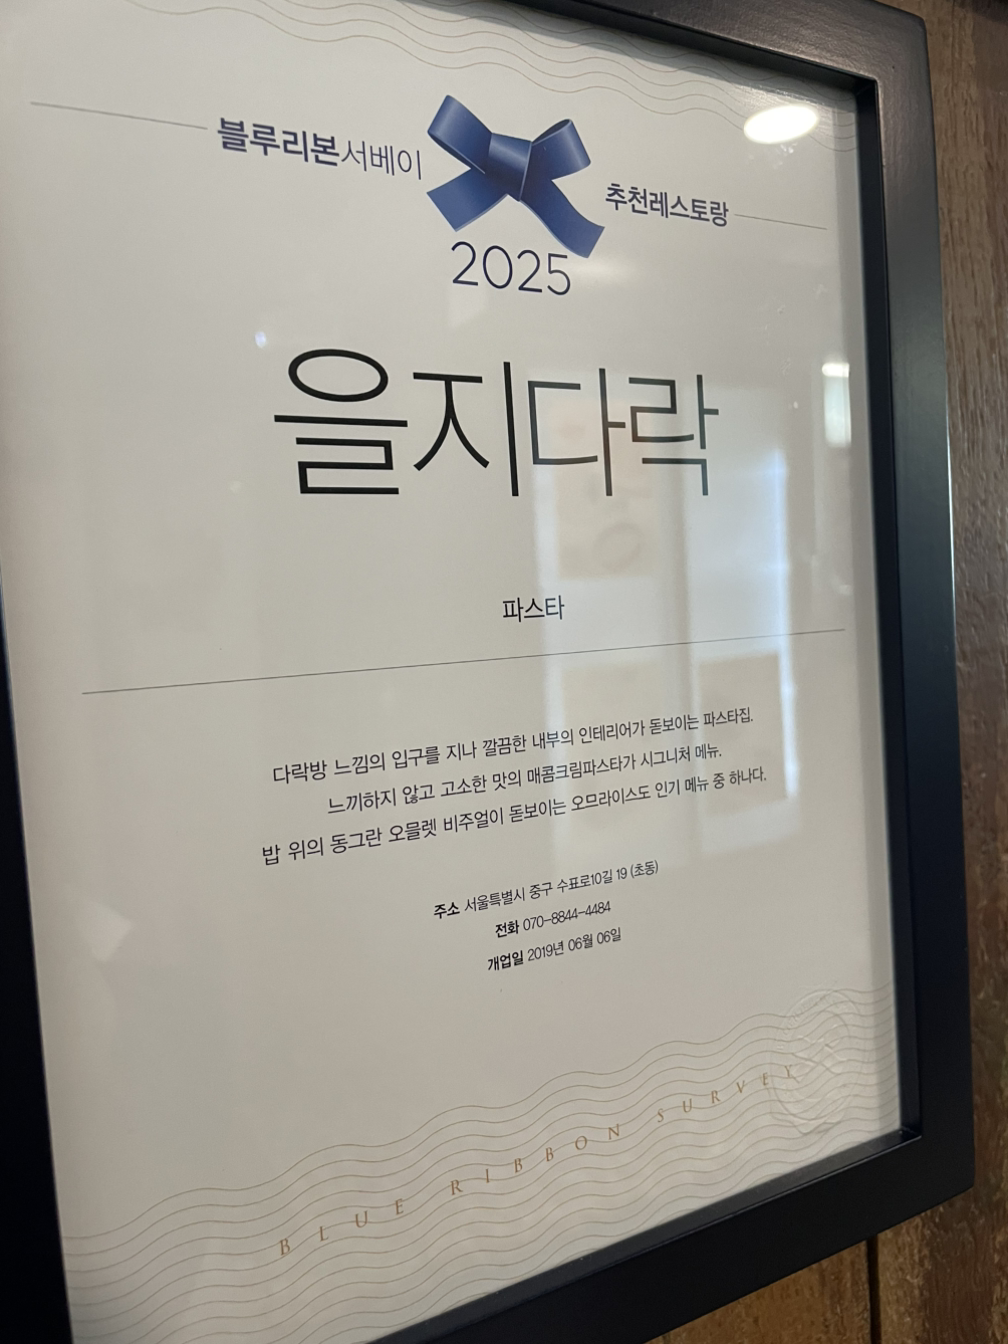 블루리본서베이
추천레스토랑
2025
을지다락
파스타
다락방 느낌의 입구를 지나 깔끔한 내부의 인테리어가 돋보이는 파스타집.
느끼하지 않고 고소한 맛의 매콤크림파스타가 시그니처 메뉴.
밥 위의 동그란 오믈렛 비주얼이 돋보이는 오므라이스도 인기 메뉴 중 하나다.
주소 서울특별시 중구 수표로10길 19 (초동)
전화 070-8844-4484
개업일 2019년 06월 06일
BLUE RIBBON SURVEY